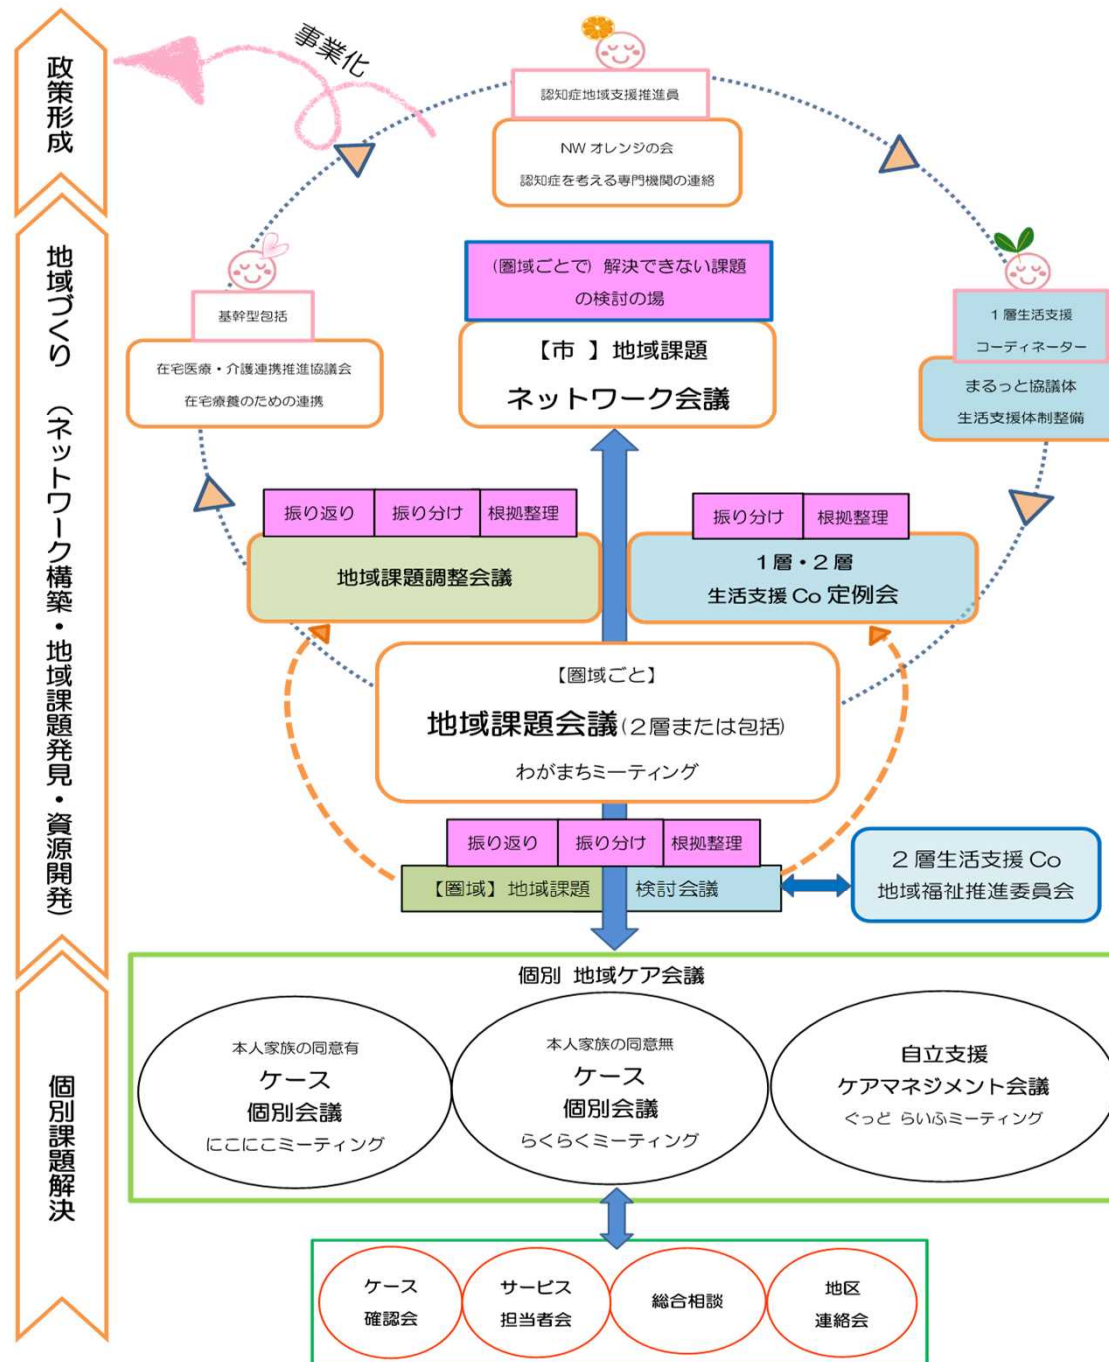 政策形成
事業化
認知症地域支援推進員
NW オレンジの会
認知症を考える専門機関の連絡
地域づくり (ネットワーク構築・地域課題発見・資源開発)
基幹型包括
在宅医療・介護連携推進協議会
在宅療養のための連携
(圏域ごとで) 解決できない課題
の検討の場
【市 】地域課題
ネットワーク会議
1層生活支援
コーディネーター
まるっと協議体
生活支援体制整備
振り返り 振り分け 根拠整理
地域課題調整会議
振り分け 根拠整理
1層・2層
生活支援 Co 定例会
【圏域ごと】
地域課題会議(2層または包括)
わがまちミーティング
振り返り 振り分け 根拠整理
【圏域】地域課題 検討会議
2層生活支援 Co
地域福祉推進委員会
個別課題解決
個別 地域ケア会議
本人家族の同意有
ケース
個別会議
にこにこミーティング
本人家族の同意無
ケース
個別会議
らくらくミーティング
自立支援
ケアマネジメント会議
ぐっど らいふミーティング
ケース
確認会
サービス
担当者会
総合相談
地区
連絡会